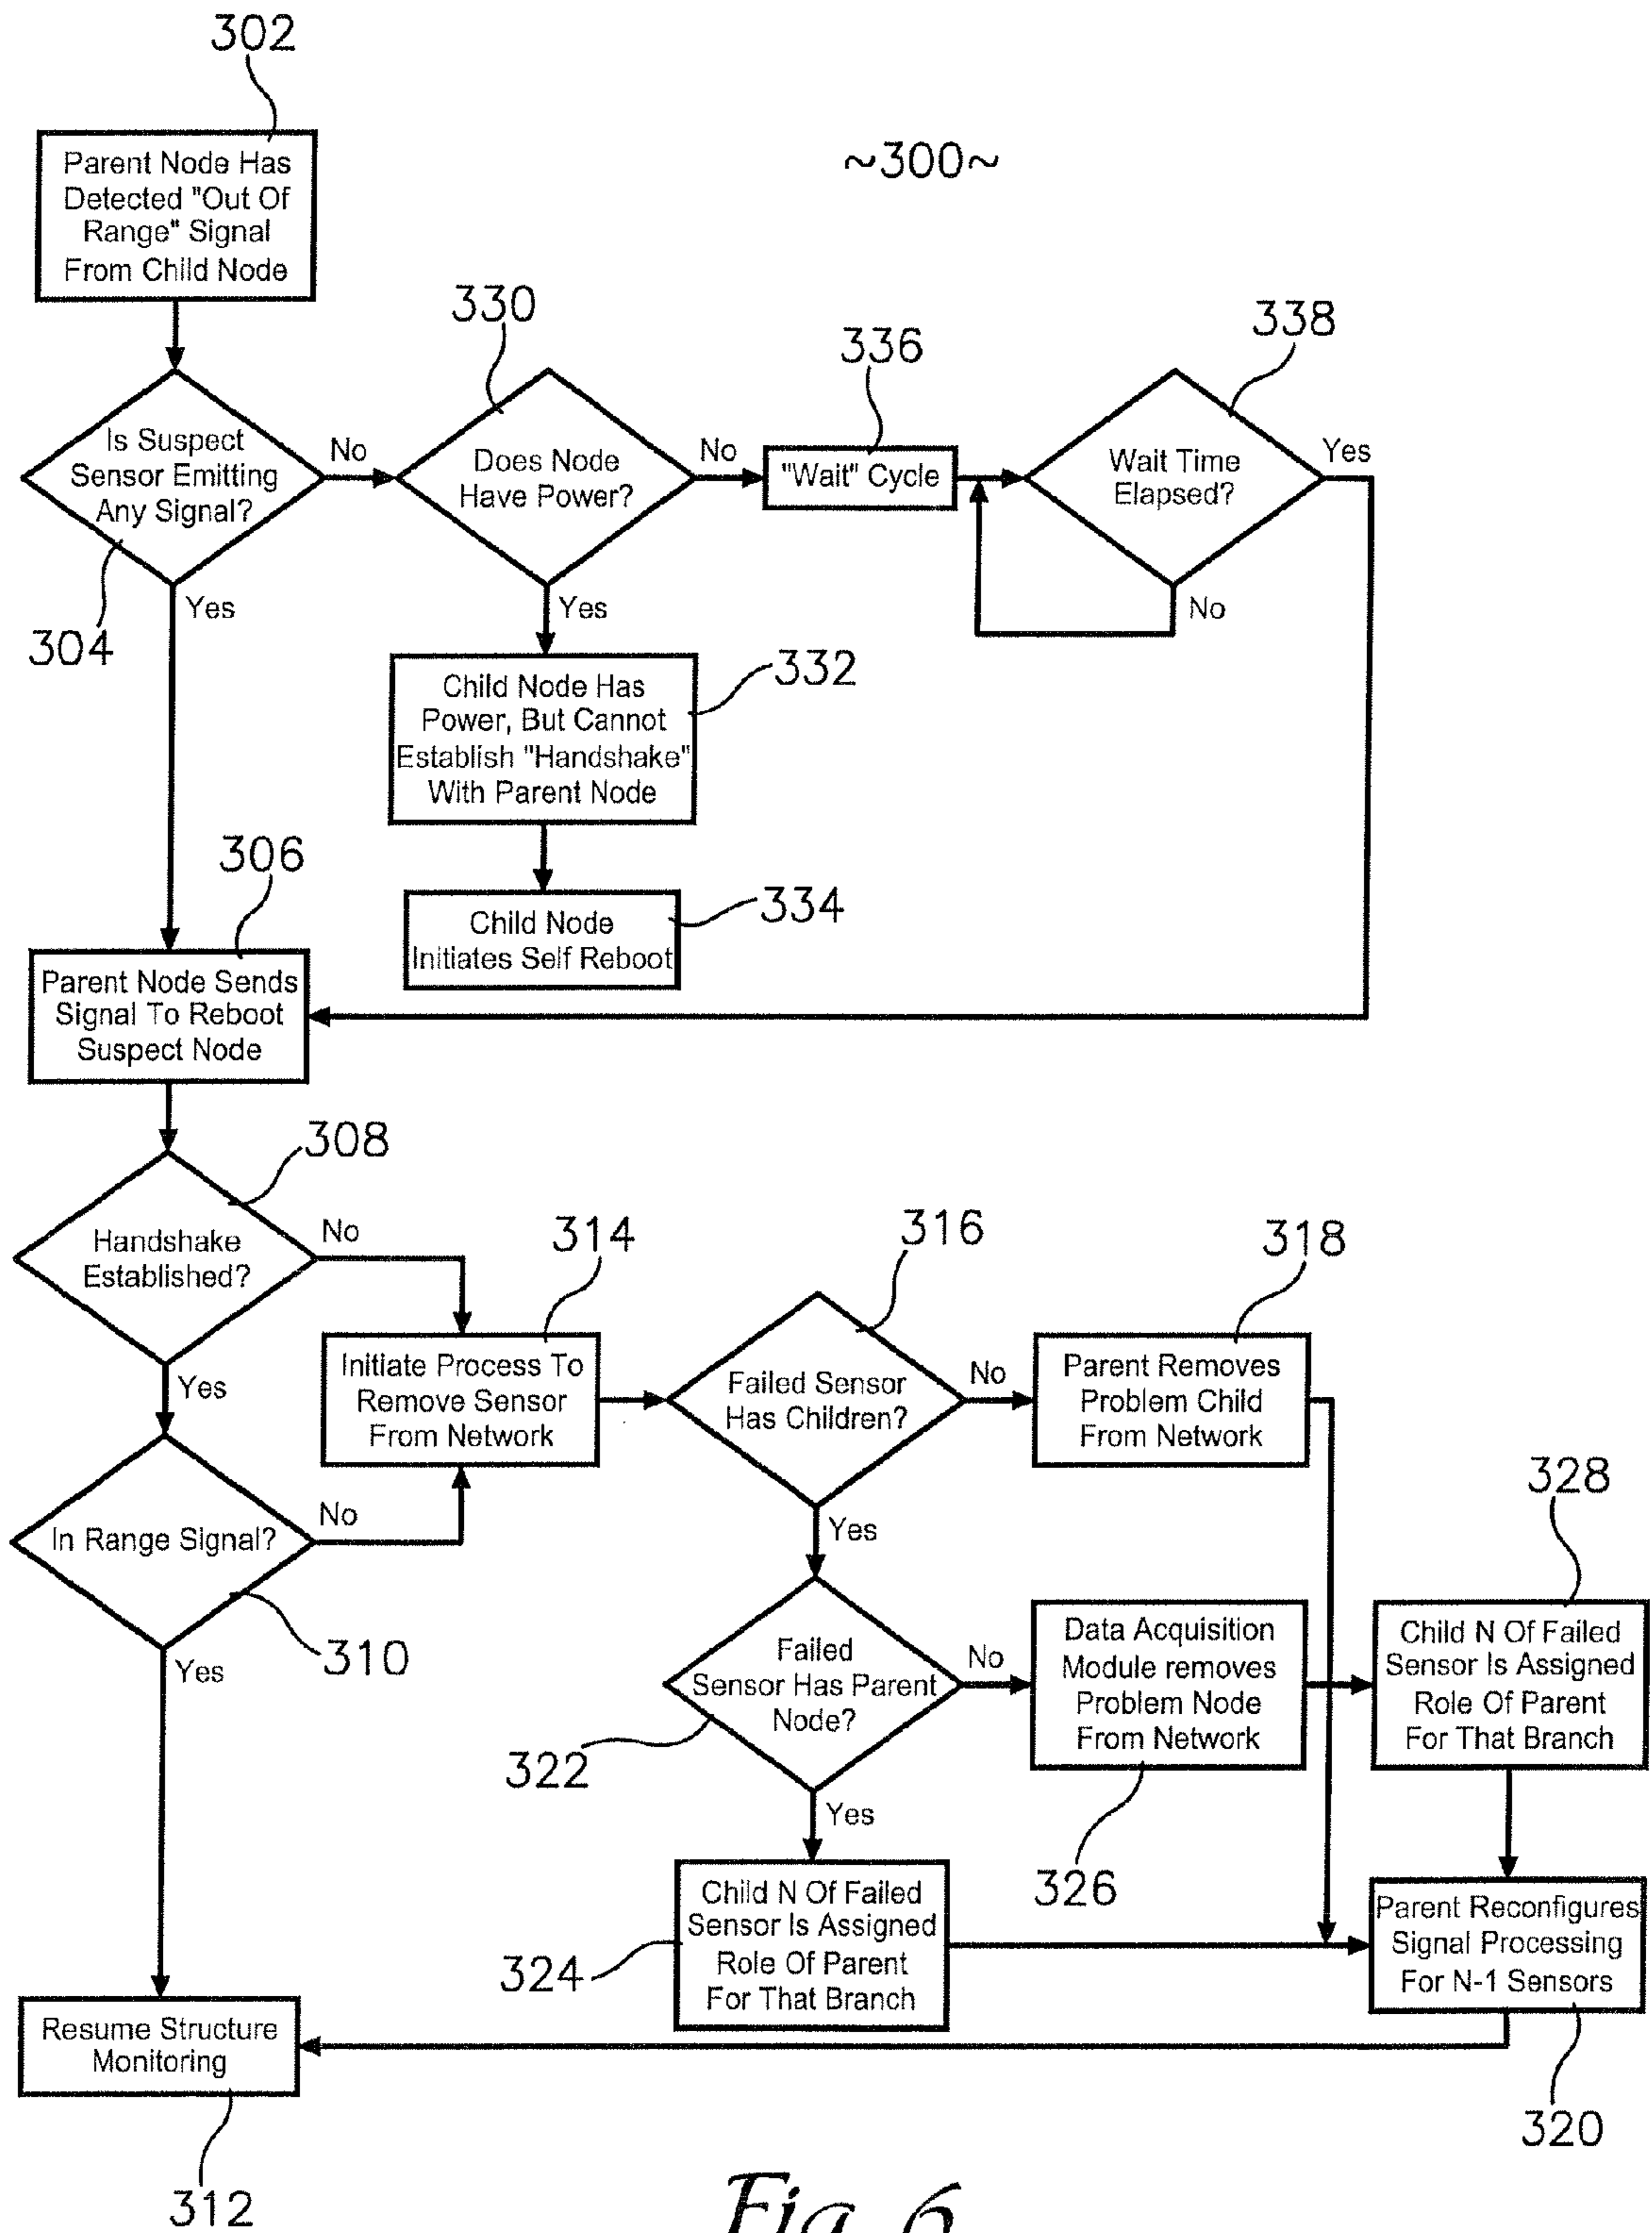 302
~300~
Parent Node Has
Detected "Out Of
Range" Signal
From Child Node
330
336
338
Is Suspect
Sensor Emitting
Any Signal?
No
Does Node
Have Power?
No
"Wait" Cycle
Wait Time
Elapsed?
Yes
304
Yes
Yes
No
Child Node Has
Power, But Cannot
Establish "Handshake"
With Parent Node
332
306
Child Node
Initiates Self Reboot
334
Parent Node Sends
Signal To Reboot
Suspect Node
308
Handshake
Established?
No
314
316
318
Yes
Initiate Process To
Remove Sensor
From Network
Failed Sensor
Has Children?
No
Parent Removes
Problem Child
From Network
In Range Signal?
No
310
Yes
Yes
328
Failed
Sensor Has Parent
Node?
No
322
Data Acquisition
Module removes
Problem Node
From Network
326
Child N Of Failed
Sensor Is Assigned
Role Of Parent
For That Branch
Yes
Child N Of Failed
Sensor Is Assigned
Role Of Parent
For That Branch
324
Parent Reconfigures
Signal Processing
For N-1 Sensors
320
Resume Structure
Monitoring
312
Fig. 6